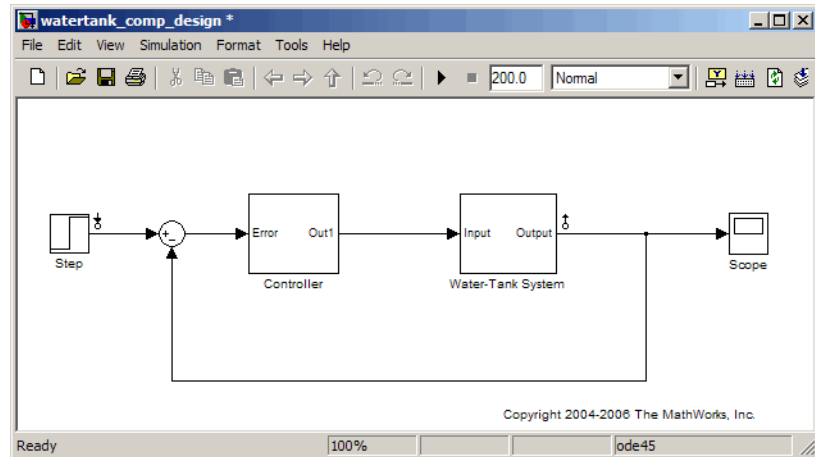 watertank_comp_design *
File Edit View Simulation Format Tools Help
200.0 Normal
Step
+
-
Error Out1
Controller
Input Output
Water-Tank System
Scope
Copyright 2004-2006 The MathWorks, Inc.
Ready 100% ode45